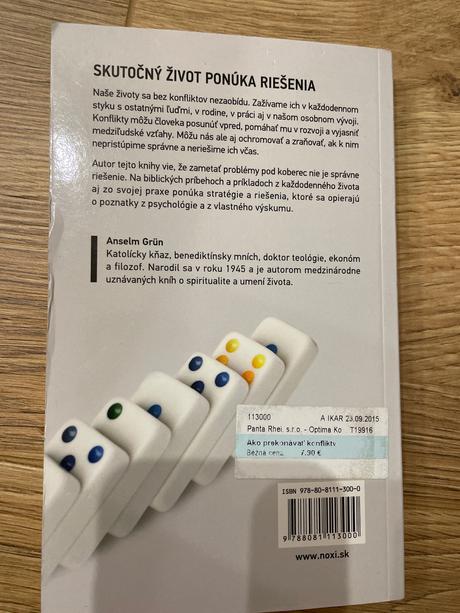 SKUTOČNÝ ŽIVOT PONÚKA RIEŠENIA
Naše životy sa bez konfliktov nezaobídu. Zažívame ich v každodennom
styku s ostatnými ľuďmi, v rodine, v práci aj v našom osobnom vývoji.
Konflikty môžu človeka posunúť vpred, pomáhať mu v rozvoji a vyjasniť
medziľudské vzťahy. Môžu nás ale aj ochromovať a zraňovať, ak k nim
nepristúpime správne a neriešime ich včas.
Autor tejto knihy vie, že zametať problémy pod koberec nie je správne
riešenie. Na biblických príbehoch a príkladoch z každodenného života
aj zo svojej praxe ponúka stratégie a riešenia, ktoré sa opierajú
o poznatky z psychológie a z vlastného výskumu.
Anselm Grün
Katolícky kňaz, benediktínsky mních, doktor teológie, ekonóm
a filozof. Narodil sa v roku 1945 a je autorom medzinárodne
uznávaných kníh o spiritualite a umení života.
113000 A IKAR 23.09.2015
Panta Rhei, s.r.o. - Optima Ko T19916
Ako prekonávať konflikty
Bežná cena 7.90 €
ISBN 978-80-8111-300-0
9 788081 113000
www.noxi.sk